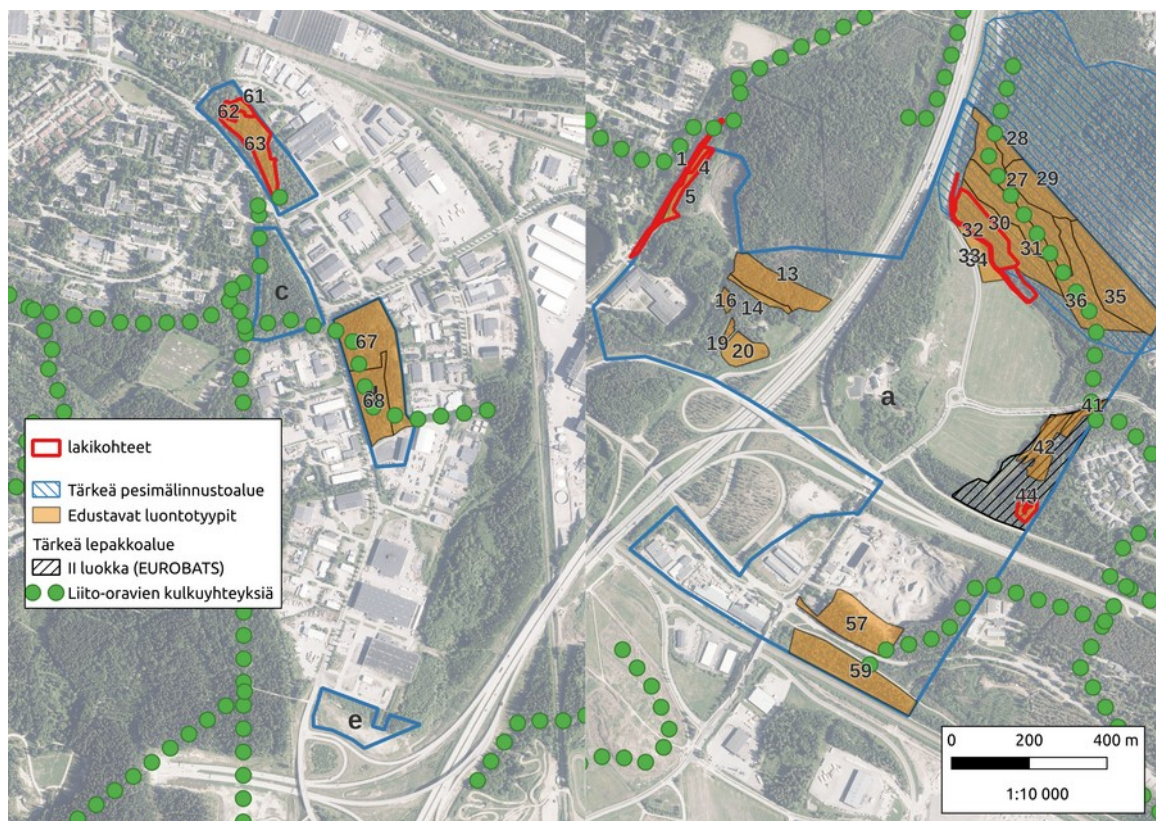 61
62
63
c
67
68
e
1
4
5
13
16
14
19
20
28
27
29
30
32
31
33
34
36
35
a
41
42
44
57
59
lakikohteet
Tärkeä pesimälinnustoalue
Edustavat luontotyypit
Tärkeä lepakkoalue
II luokka (EUROBATS)
Liito-oravien kulkuyhteyksiä
0 200 400 m
1:10 000